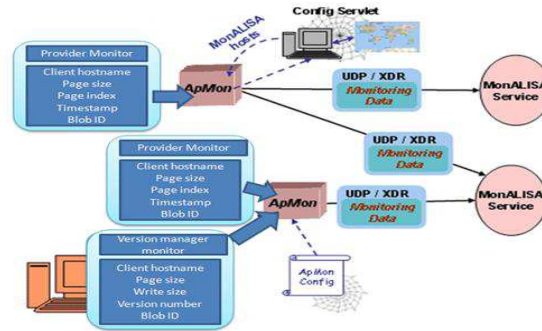 Config Servlet
MonALISA
hosts
Provider Monitor
Client hostname
Page size
Page index
Timestamp
Blob ID
ApMon
UDP / XDR
Monitoring
Data
MonALISA
Service
UDP / XDR
Monitoring
Data
Provider Monitor
Client hostname
Page size
Page index
Timestamp
Blob ID
ApMon
UDP / XDR
Monitoring
Data
MonALISA
Service
Version manager
monitor
Client hostname
Page size
Write size
Version number
Blob ID
ApMon
Config